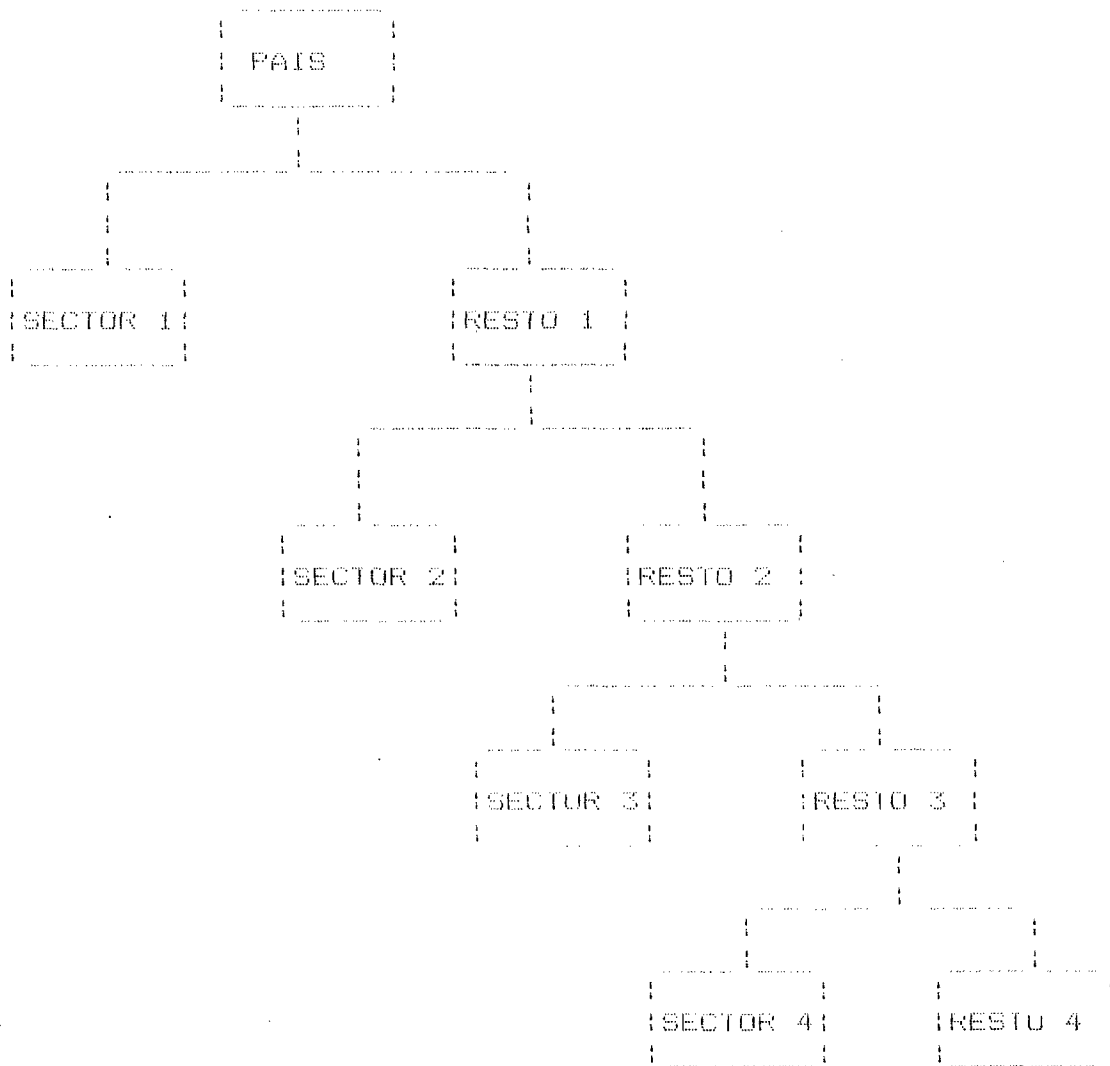 PAIS
SECTOR 1
RESTO 1
SECTOR 2
RESTO 2
SECTOR 3
RESTO 3
SECTOR 4
RESTO 4